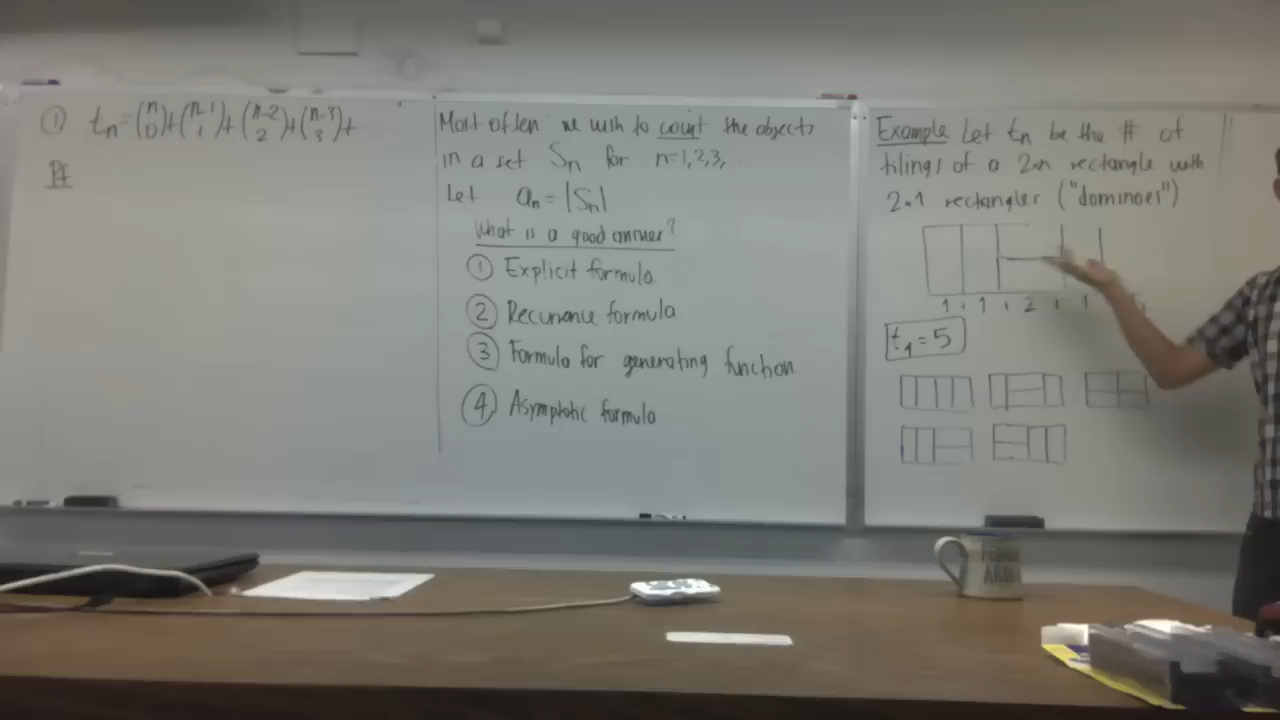 ① tₙ = (n 0) + (n-1 1) + (n-2 2) + (n-3 3) +
Pf
Most often we wish to count the objects
in a set Sₙ for n=1,2,3,
Let aₙ = |Sₙ|
What is a good answer?
① Explicit formula
② Recurrence formula
③ Formula for generating function
④ Asymptotic formula
Example Let tₙ be the # of
tilings of a 2×n rectangle with
2×1 rectangles ("dominoes")
1 + 1 + 2 + 1
t₄ = 5